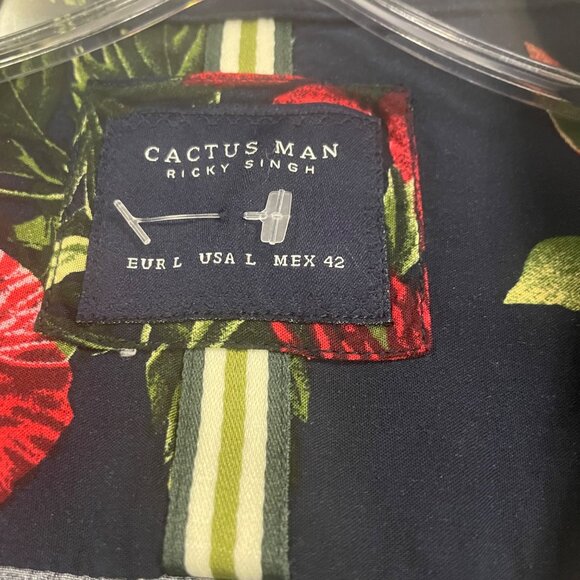 CACTUS MAN
RICKY SINGH
EUR L USA L MEX 42